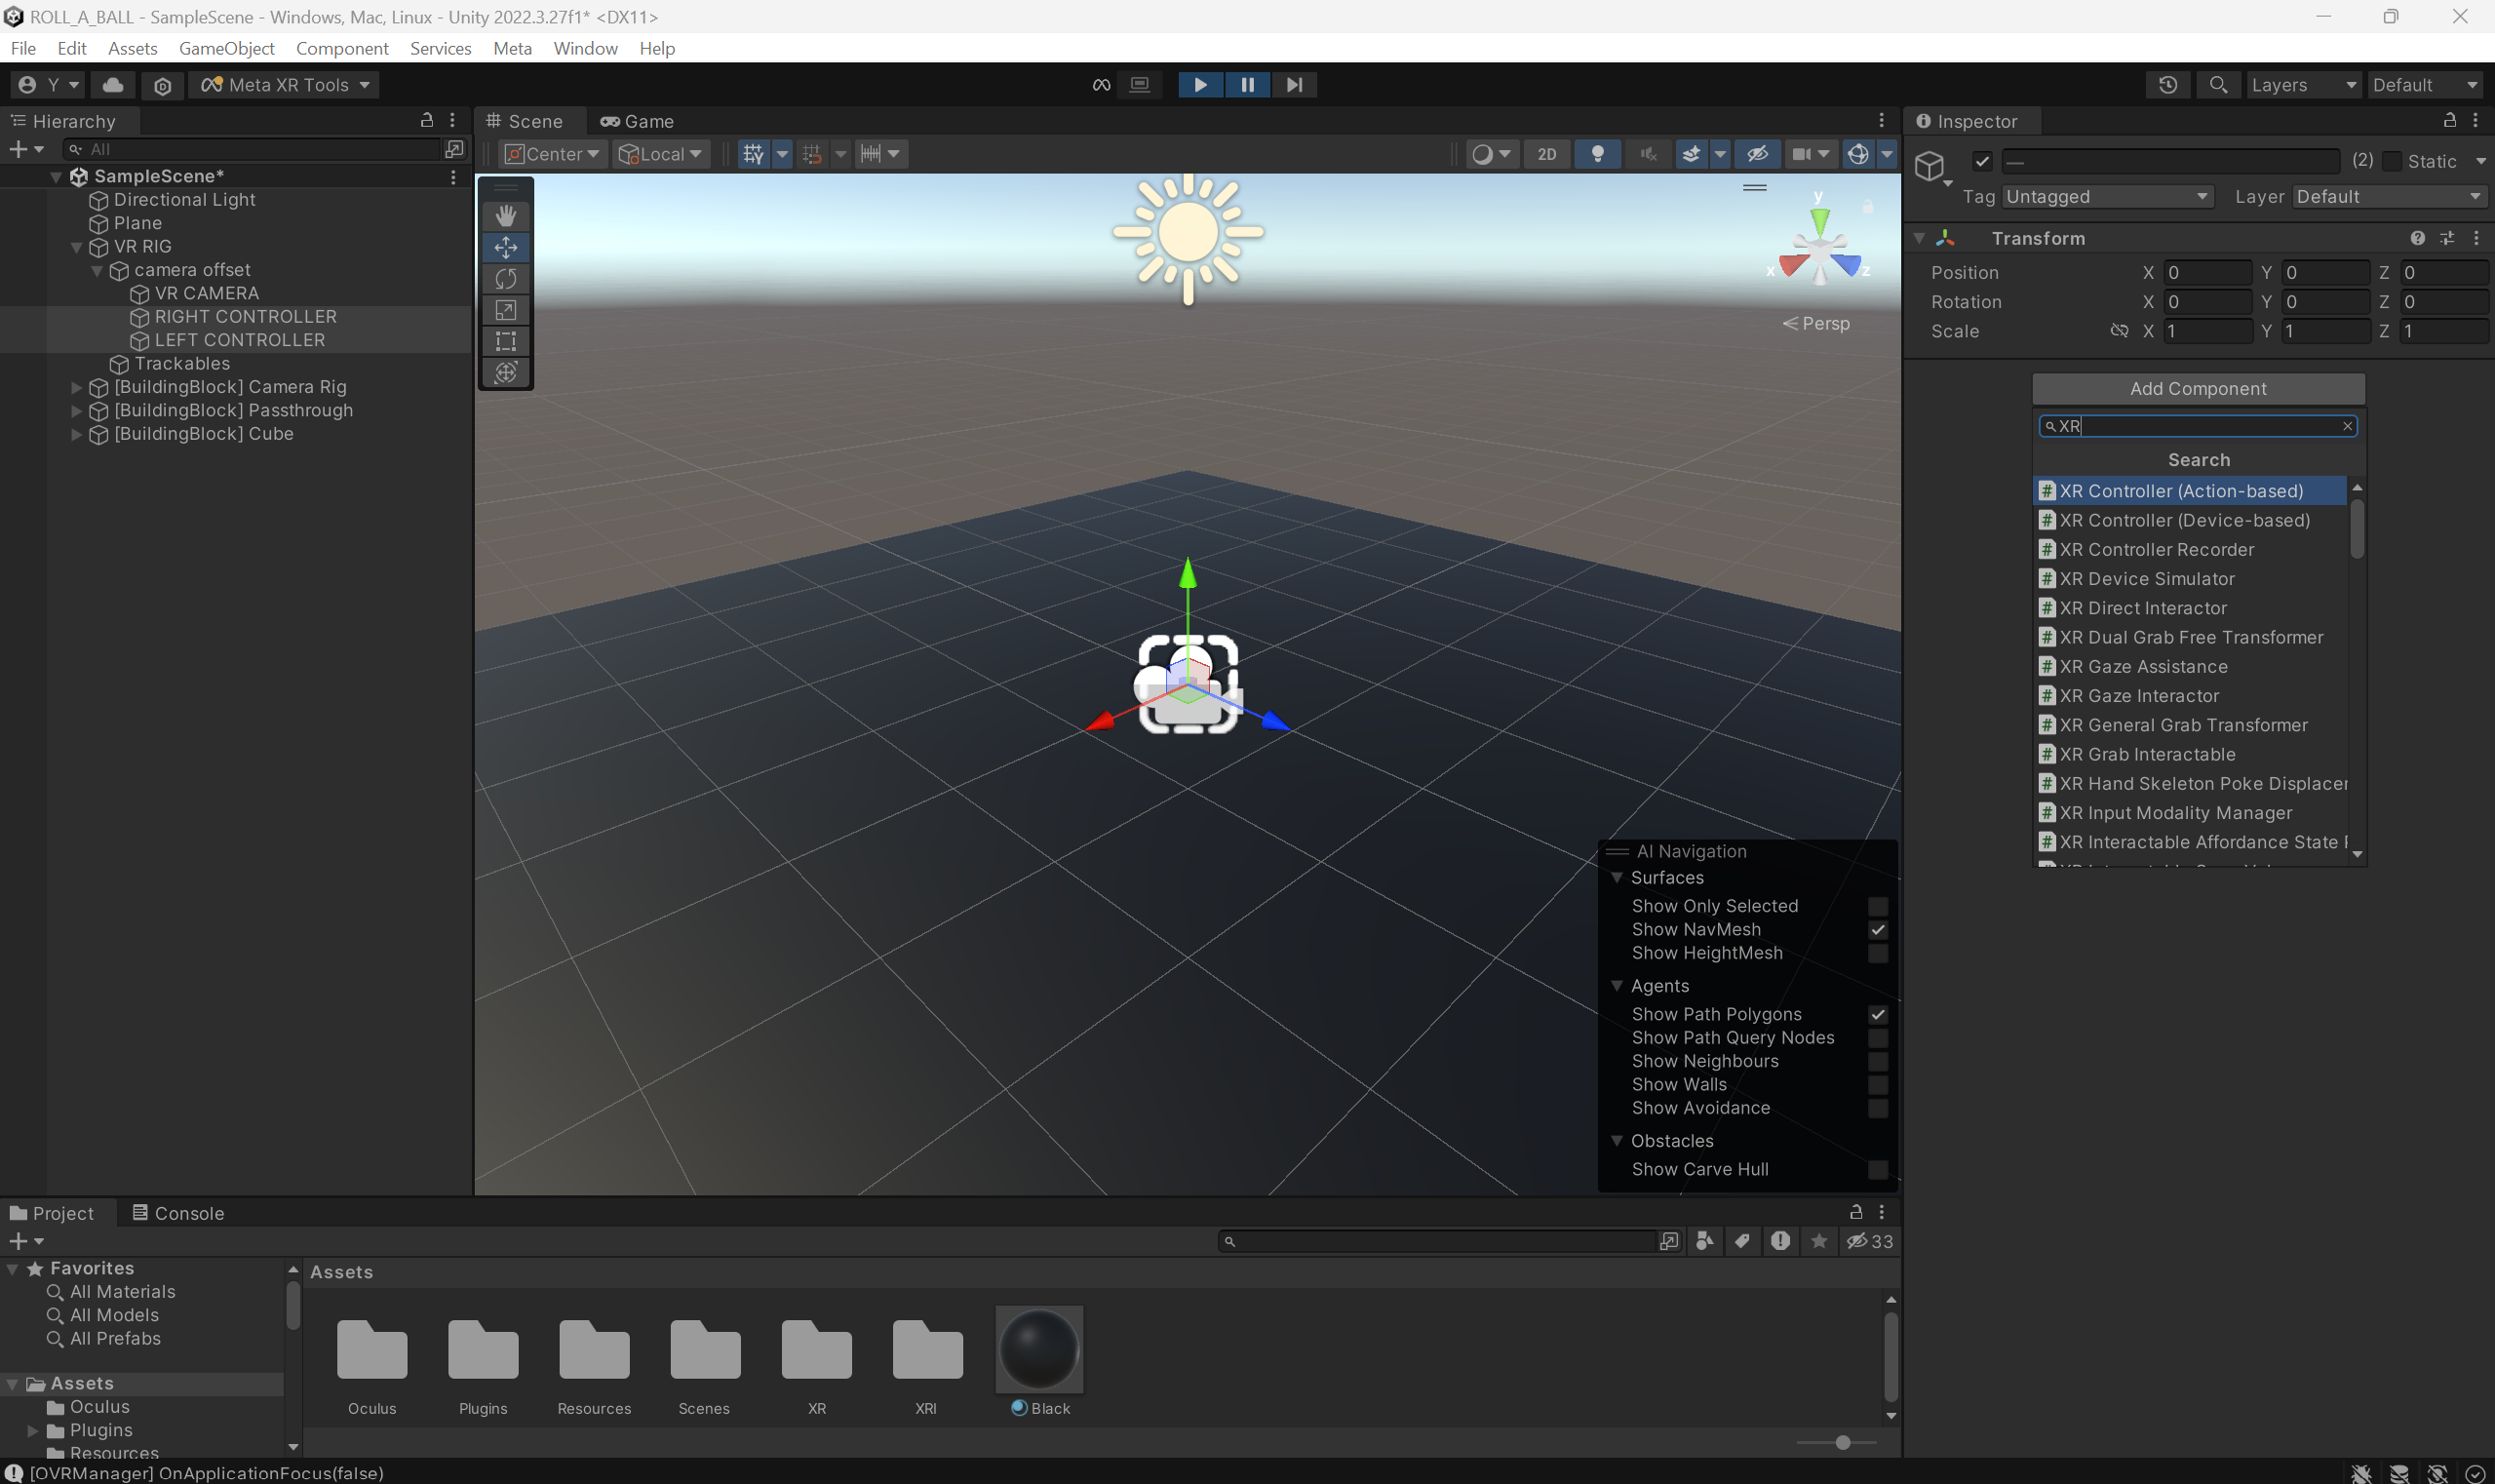 ROLL_A_BALL - SampleScene - Windows, Mac, Linux - Unity 2022.3.27f1* <DX11>
File Edit Assets GameObject Component Services Meta Window Help
Y Meta XR Tools Layers Default
Hierarchy
All
SampleScene*
Directional Light
Plane
VR RIG
camera offset
VR CAMERA
RIGHT CONTROLLER
LEFT CONTROLLER
Trackables
[BuildingBlock] Camera Rig
[BuildingBlock] Passthrough
[BuildingBlock] Cube
Scene Game
Center Local 2D
y
x z
Persp
AI Navigation
Surfaces
Show Only Selected
Show NavMesh
Show HeightMesh
Agents
Show Path Polygons
Show Path Query Nodes
Show Neighbours
Show Walls
Show Avoidance
Obstacles
Show Carve Hull
Inspector
— (2) Static
Tag Untagged Layer Default
Transform
Position X 0 Y 0 Z 0
Rotation X 0 Y 0 Z 0
Scale X 1 Y 1 Z 1
Add Component
XR
Search
XR Controller (Action-based)
XR Controller (Device-based)
XR Controller Recorder
XR Device Simulator
XR Direct Interactor
XR Dual Grab Free Transformer
XR Gaze Assistance
XR Gaze Interactor
XR General Grab Transformer
XR Grab Interactable
XR Hand Skeleton Poke Displacer
XR Input Modality Manager
XR Interactable Affordance State
Project Console
33
Favorites
All Materials
All Models
All Prefabs
Assets
Oculus
Plugins
Resources
Assets
Oculus Plugins Resources Scenes XR XRI Black
[OVRManager] OnApplicationFocus(false)